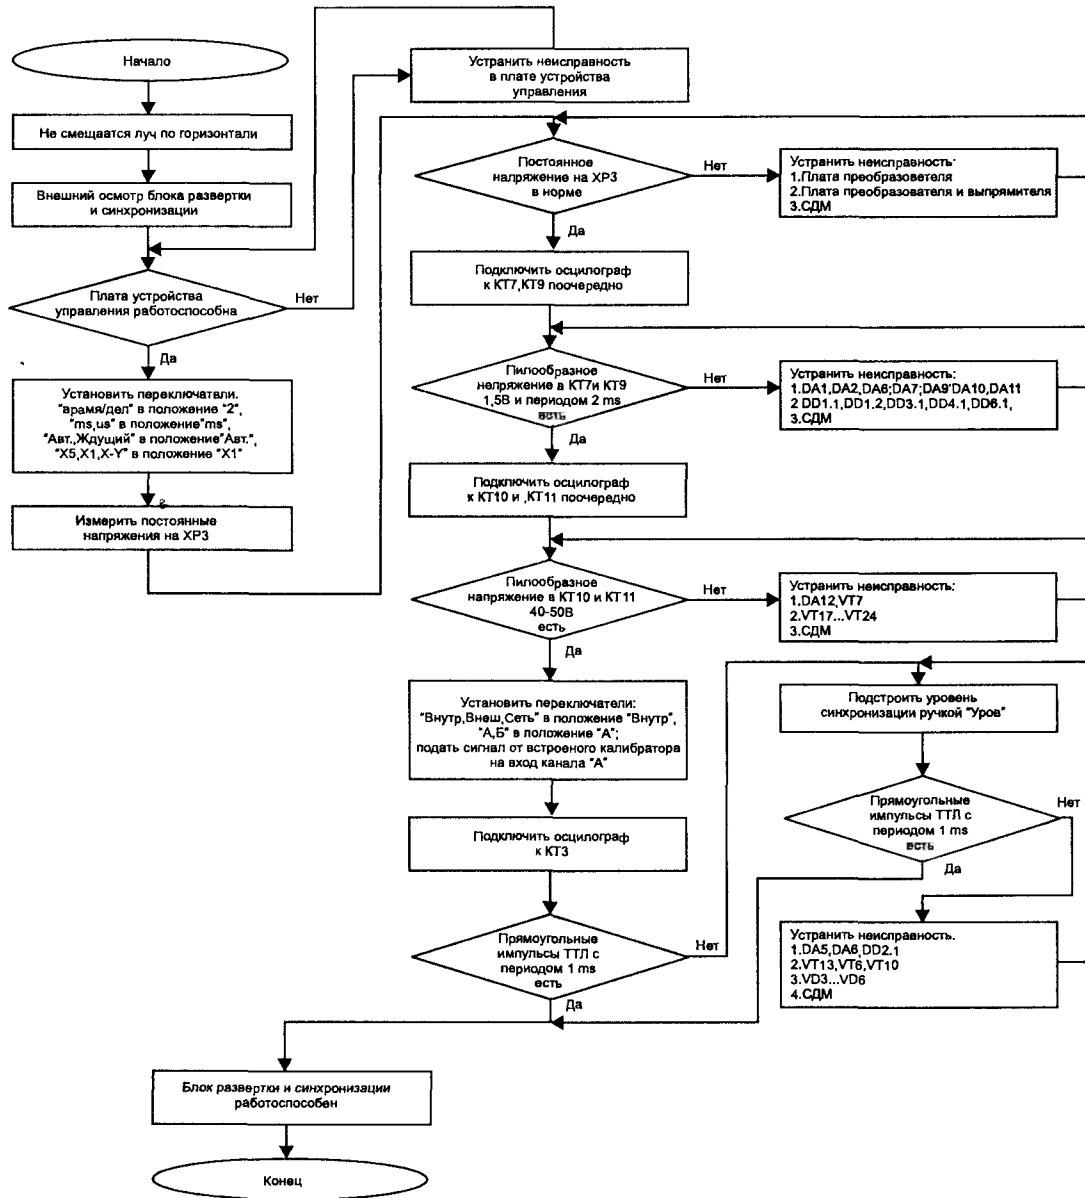 Начало
Не смещаатся луч по горизонтали
Внешний осмотр блока развертки
и синхронизации
Плата устройства
управления работоспособна
Нет
Да
Установить переключатели.
"врамя/дел" в положение "2",
"ms,us" в положение"ms",
"Авт.,Ждущий" в положение"Авт.",
"X5,X1,X-Y" в положение "X1"
Измерить постоянные
напряжения на ХР3
Устранить неисправность
в плате устройства
управления
Постоянное
напряжение на ХР3
в норме
Нет
Да
Устранить неисправность:
1.Плата преобразоветеля
2.Плата преобразователя и выпрямителя
3.СДМ
Подключить осцилограф
к КТ7,КТ9 поочередно
Пилообразное
непряжение в КТ7и КТ9
1,5В и периодом 2 ms
есть
Нет
Да
Устранить неисправность:
1.DA1,DA2,DA6;DA7;DA9'DA10,DA11
2 DD1.1,DD1.2,DD3.1,DD4.1,DD6.1,
3.СДМ
Подключить осцилограф
к КТ10 и ,КТ11 поочередно
Пилообразное
напряжение в КТ10 и КТ11
40-50В
есть
Нет
Да
Устранить неисправность:
1.DA12,VT7
2.VT17...VT24
3.СДМ
Установить переключатели:
"Внутр,Внеш,Сеть" в положение "Внутр",
"А,Б" в положение "А";
подать сигнал от встроеного калибратора
на вход канала "А"
Подключить осцилограф
к КТ3
Прямоугольные
импульсы ТТЛ с
периодом 1 ms
есть
Нет
Да
Подстроить уровень
синхронизации ручкой "Уров"
Прямоугольные
импульсы ТТЛ с
периодом 1 ms
есть
Нет
Да
Устранить неисправность.
1.DA5,DA6,DD2.1
2.VT13,VT6,VT10
3.VD3...VD6
4.СДМ
Блок развертки и синхронизации
работоспособен
Конец